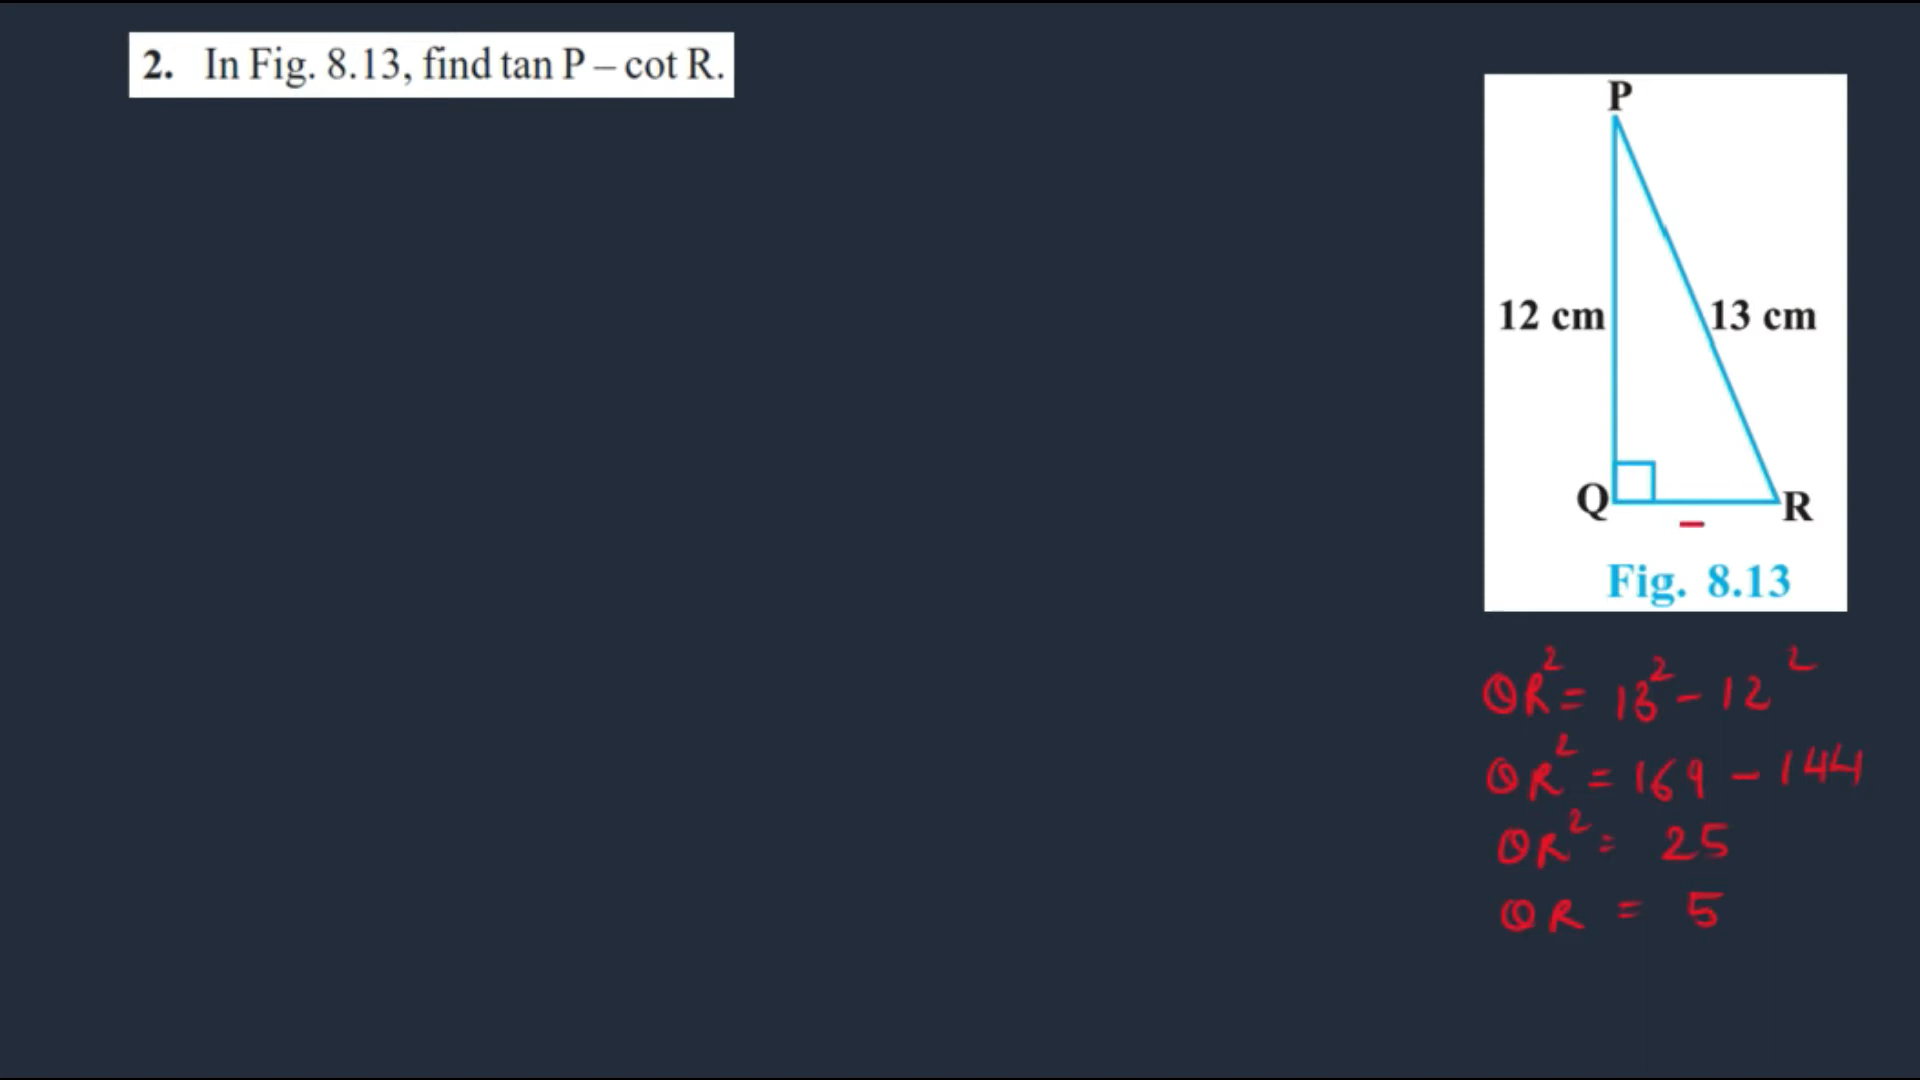 2. In Fig. 8.13, find tan P – cot R.
P
12 cm
13 cm
Q
R
Fig. 8.13
QR² = 13² - 12²
QR² = 169 - 144
QR² = 25
QR = 5